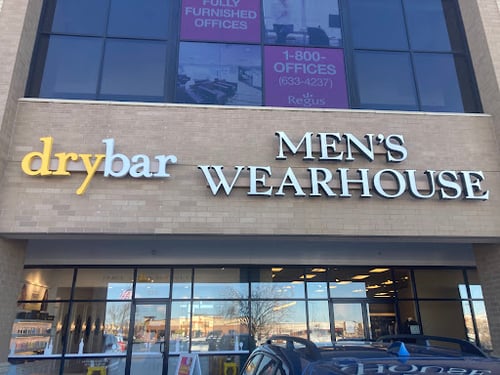 FULLY
FURNISHED
OFFICES
1-800-
OFFICES
(633-4237)
Regus
drybar
MEN'S
WEARHOUSE